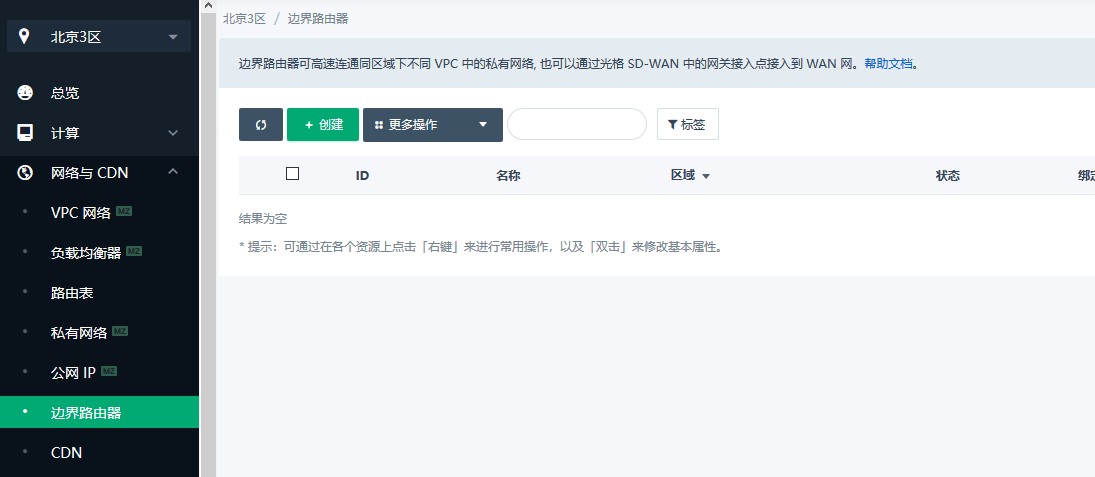 北京3区
总览
计算
网络与 CDN
VPC 网络 MZ
负载均衡器 MZ
路由表
私有网络 MZ
公网 IP MZ
边界路由器
CDN
北京3区 / 边界路由器
边界路由器可高速连通同区域下不同 VPC 中的私有网络, 也可以通过光格 SD-WAN 中的网关接入点接入到 WAN 网。帮助文档。
+ 创建 更多操作 标签
ID 名称 区域 状态 绑定
结果为空
* 提示：可通过在各个资源上点击「右键」来进行常用操作，以及「双击」来修改基本属性。